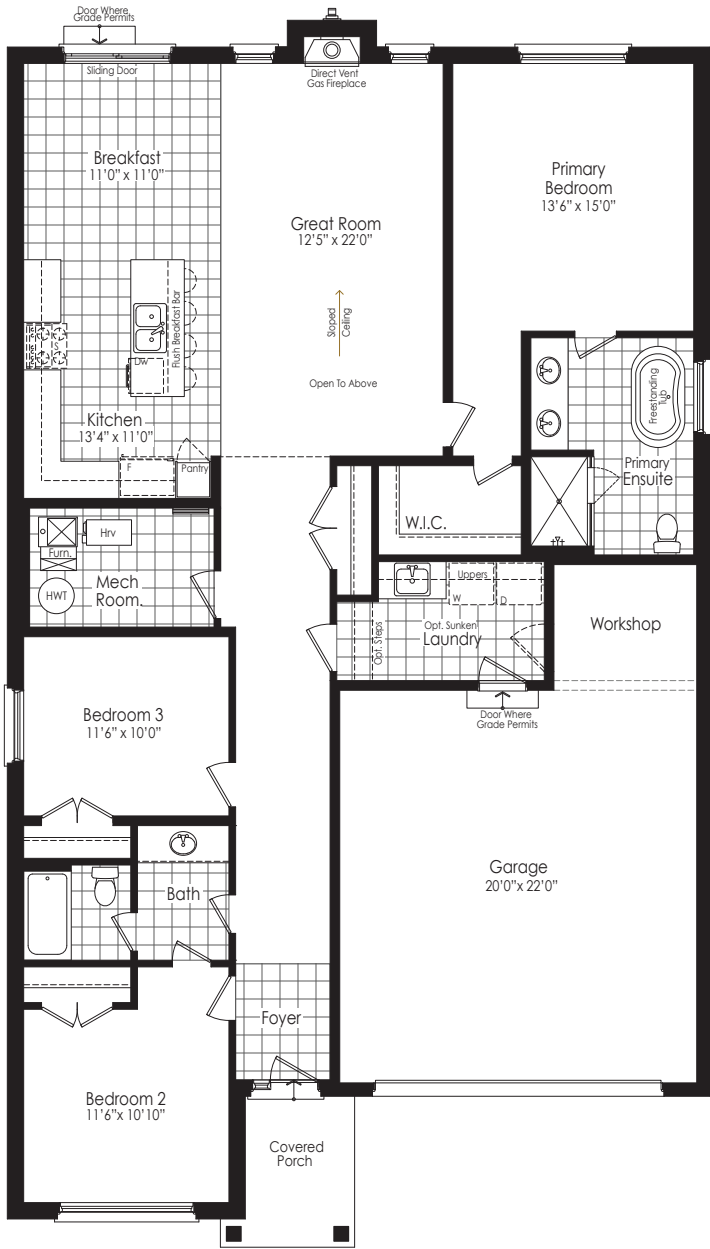 Door Where
Grade Permits
Sliding Door
Direct Vent
Gas Fireplace
Breakfast
11'0" x 11'0"
Great Room
12'5" x 22'0"
Primary
Bedroom
13'6" x 15'0"
Sloped
Ceiling
Open To Above
Flush Breakfast Bar
S
Dw
Kitchen
13'4" x 11'0"
F
Pantry
Freestanding
Tub
Primary
Ensuite
W.I.C.
Hrv
Furn.
HWT
Mech
Room.
Uppers
W
D
Opt. Sunken
Laundry
Opt. Steps
Workshop
Door Where
Grade Permits
Bedroom 3
11'6" x 10'0"
Bath
Garage
20'0"x 22'0"
Foyer
Bedroom 2
11'6"x 10'10"
Covered
Porch